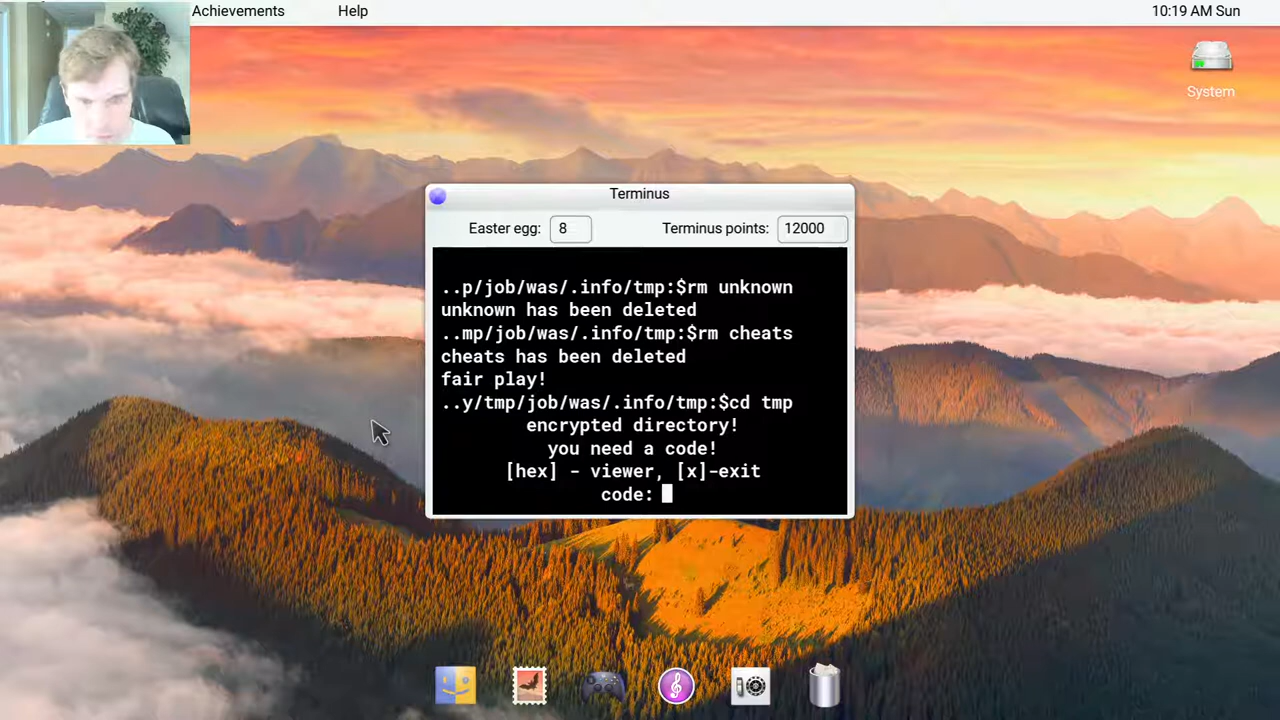 Achievements Help 10:19 AM Sun
System
Terminus
Easter egg: 8 Terminus points: 12000
..p/job/was/.info/tmp:$rm unknown
unknown has been deleted
..mp/job/was/.info/tmp:$rm cheats
cheats has been deleted
fair play!
..y/tmp/job/was/.info/tmp:$cd tmp
encrypted directory!
you need a code!
[hex] - viewer, [x]-exit
code: